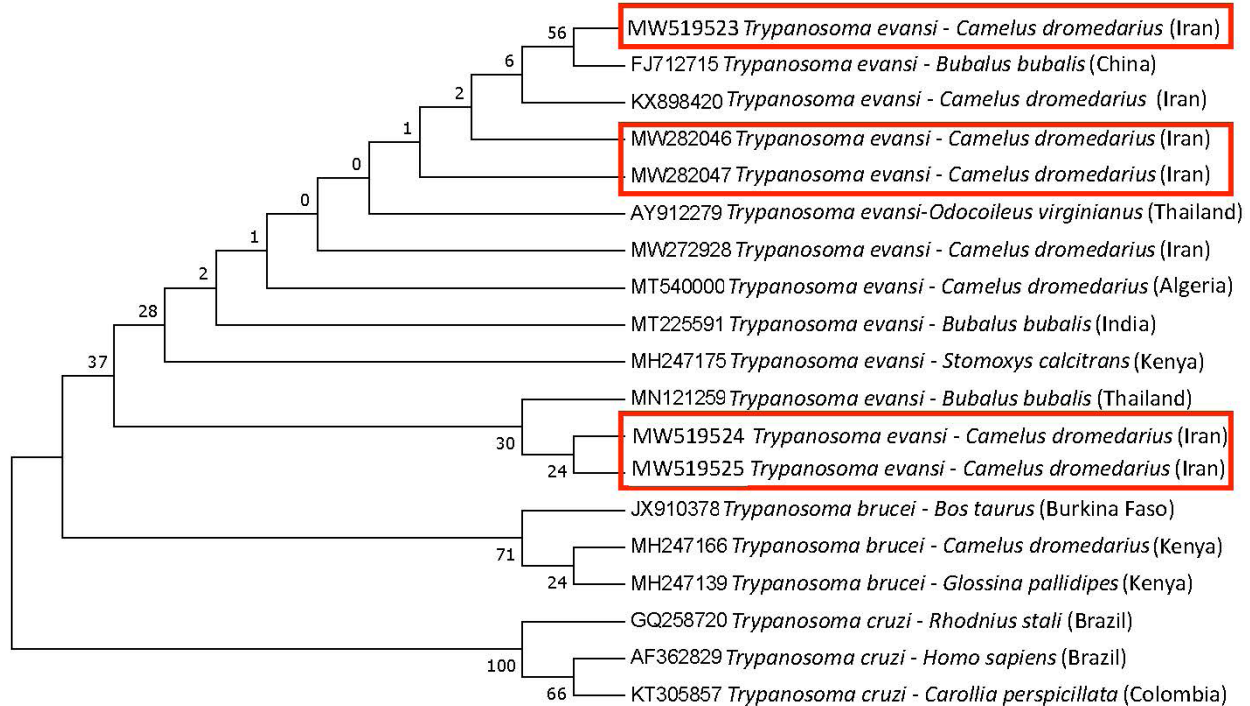 56 MW519523 Trypanosoma evansi - Camelus dromedarius (Iran)
FJ712715 Trypanosoma evansi - Bubalus bubalis (China)
6
KX898420 Trypanosoma evansi - Camelus dromedarius (Iran)
2
MW282046 Trypanosoma evansi - Camelus dromedarius (Iran)
1
MW282047 Trypanosoma evansi - Camelus dromedarius (Iran)
0
AY912279 Trypanosoma evansi-Odocoileus virginianus (Thailand)
0
MW272928 Trypanosoma evansi - Camelus dromedarius (Iran)
1
MT540000 Trypanosoma evansi - Camelus dromedarius (Algeria)
2
MT225591 Trypanosoma evansi - Bubalus bubalis (India)
28
MH247175 Trypanosoma evansi - Stomoxys calcitrans (Kenya)
37
MN121259 Trypanosoma evansi - Bubalus bubalis (Thailand)
30
MW519524 Trypanosoma evansi - Camelus dromedarius (Iran)
24
MW519525 Trypanosoma evansi - Camelus dromedarius (Iran)
JX910378 Trypanosoma brucei - Bos taurus (Burkina Faso)
71
MH247166 Trypanosoma brucei - Camelus dromedarius (Kenya)
24
MH247139 Trypanosoma brucei - Glossina pallidipes (Kenya)
GQ258720 Trypanosoma cruzi - Rhodnius stali (Brazil)
100
AF362829 Trypanosoma cruzi - Homo sapiens (Brazil)
66
KT305857 Trypanosoma cruzi - Carollia perspicillata (Colombia)